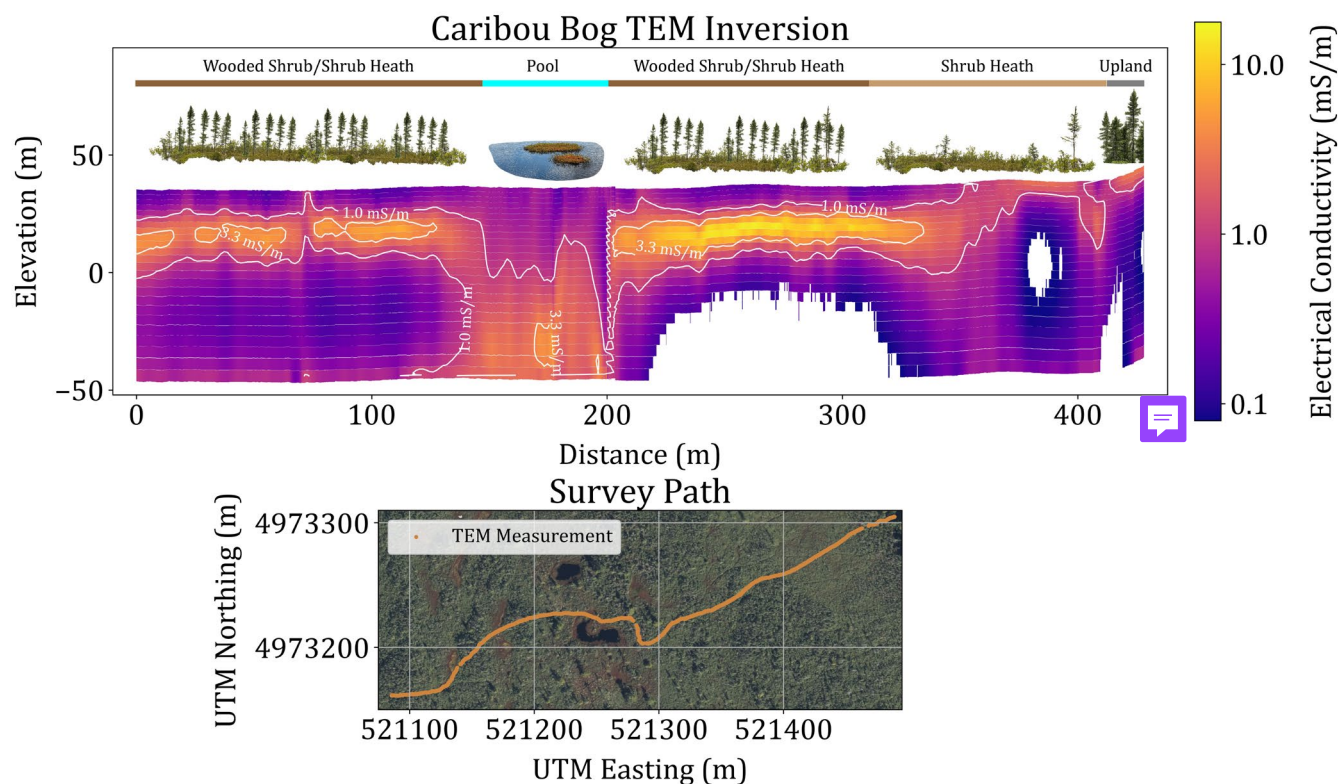 Caribou Bog TEM Inversion
Wooded Shrub/Shrub Heath
Pool
Wooded Shrub/Shrub Heath
Shrub Heath
Upland
Elevation (m)
50
0
−50
1.0 mS/m
3.3 mS/m
1.0 mS/m
3.3 mS/m
3.3 mS/m
1.0 mS/m
0
100
200
300
400
Distance (m)
10.0
1.0
0.1
Electrical Conductivity (mS/m)
Survey Path
TEM Measurement
UTM Northing (m)
4973300
4973200
521100
521200
521300
521400
UTM Easting (m)